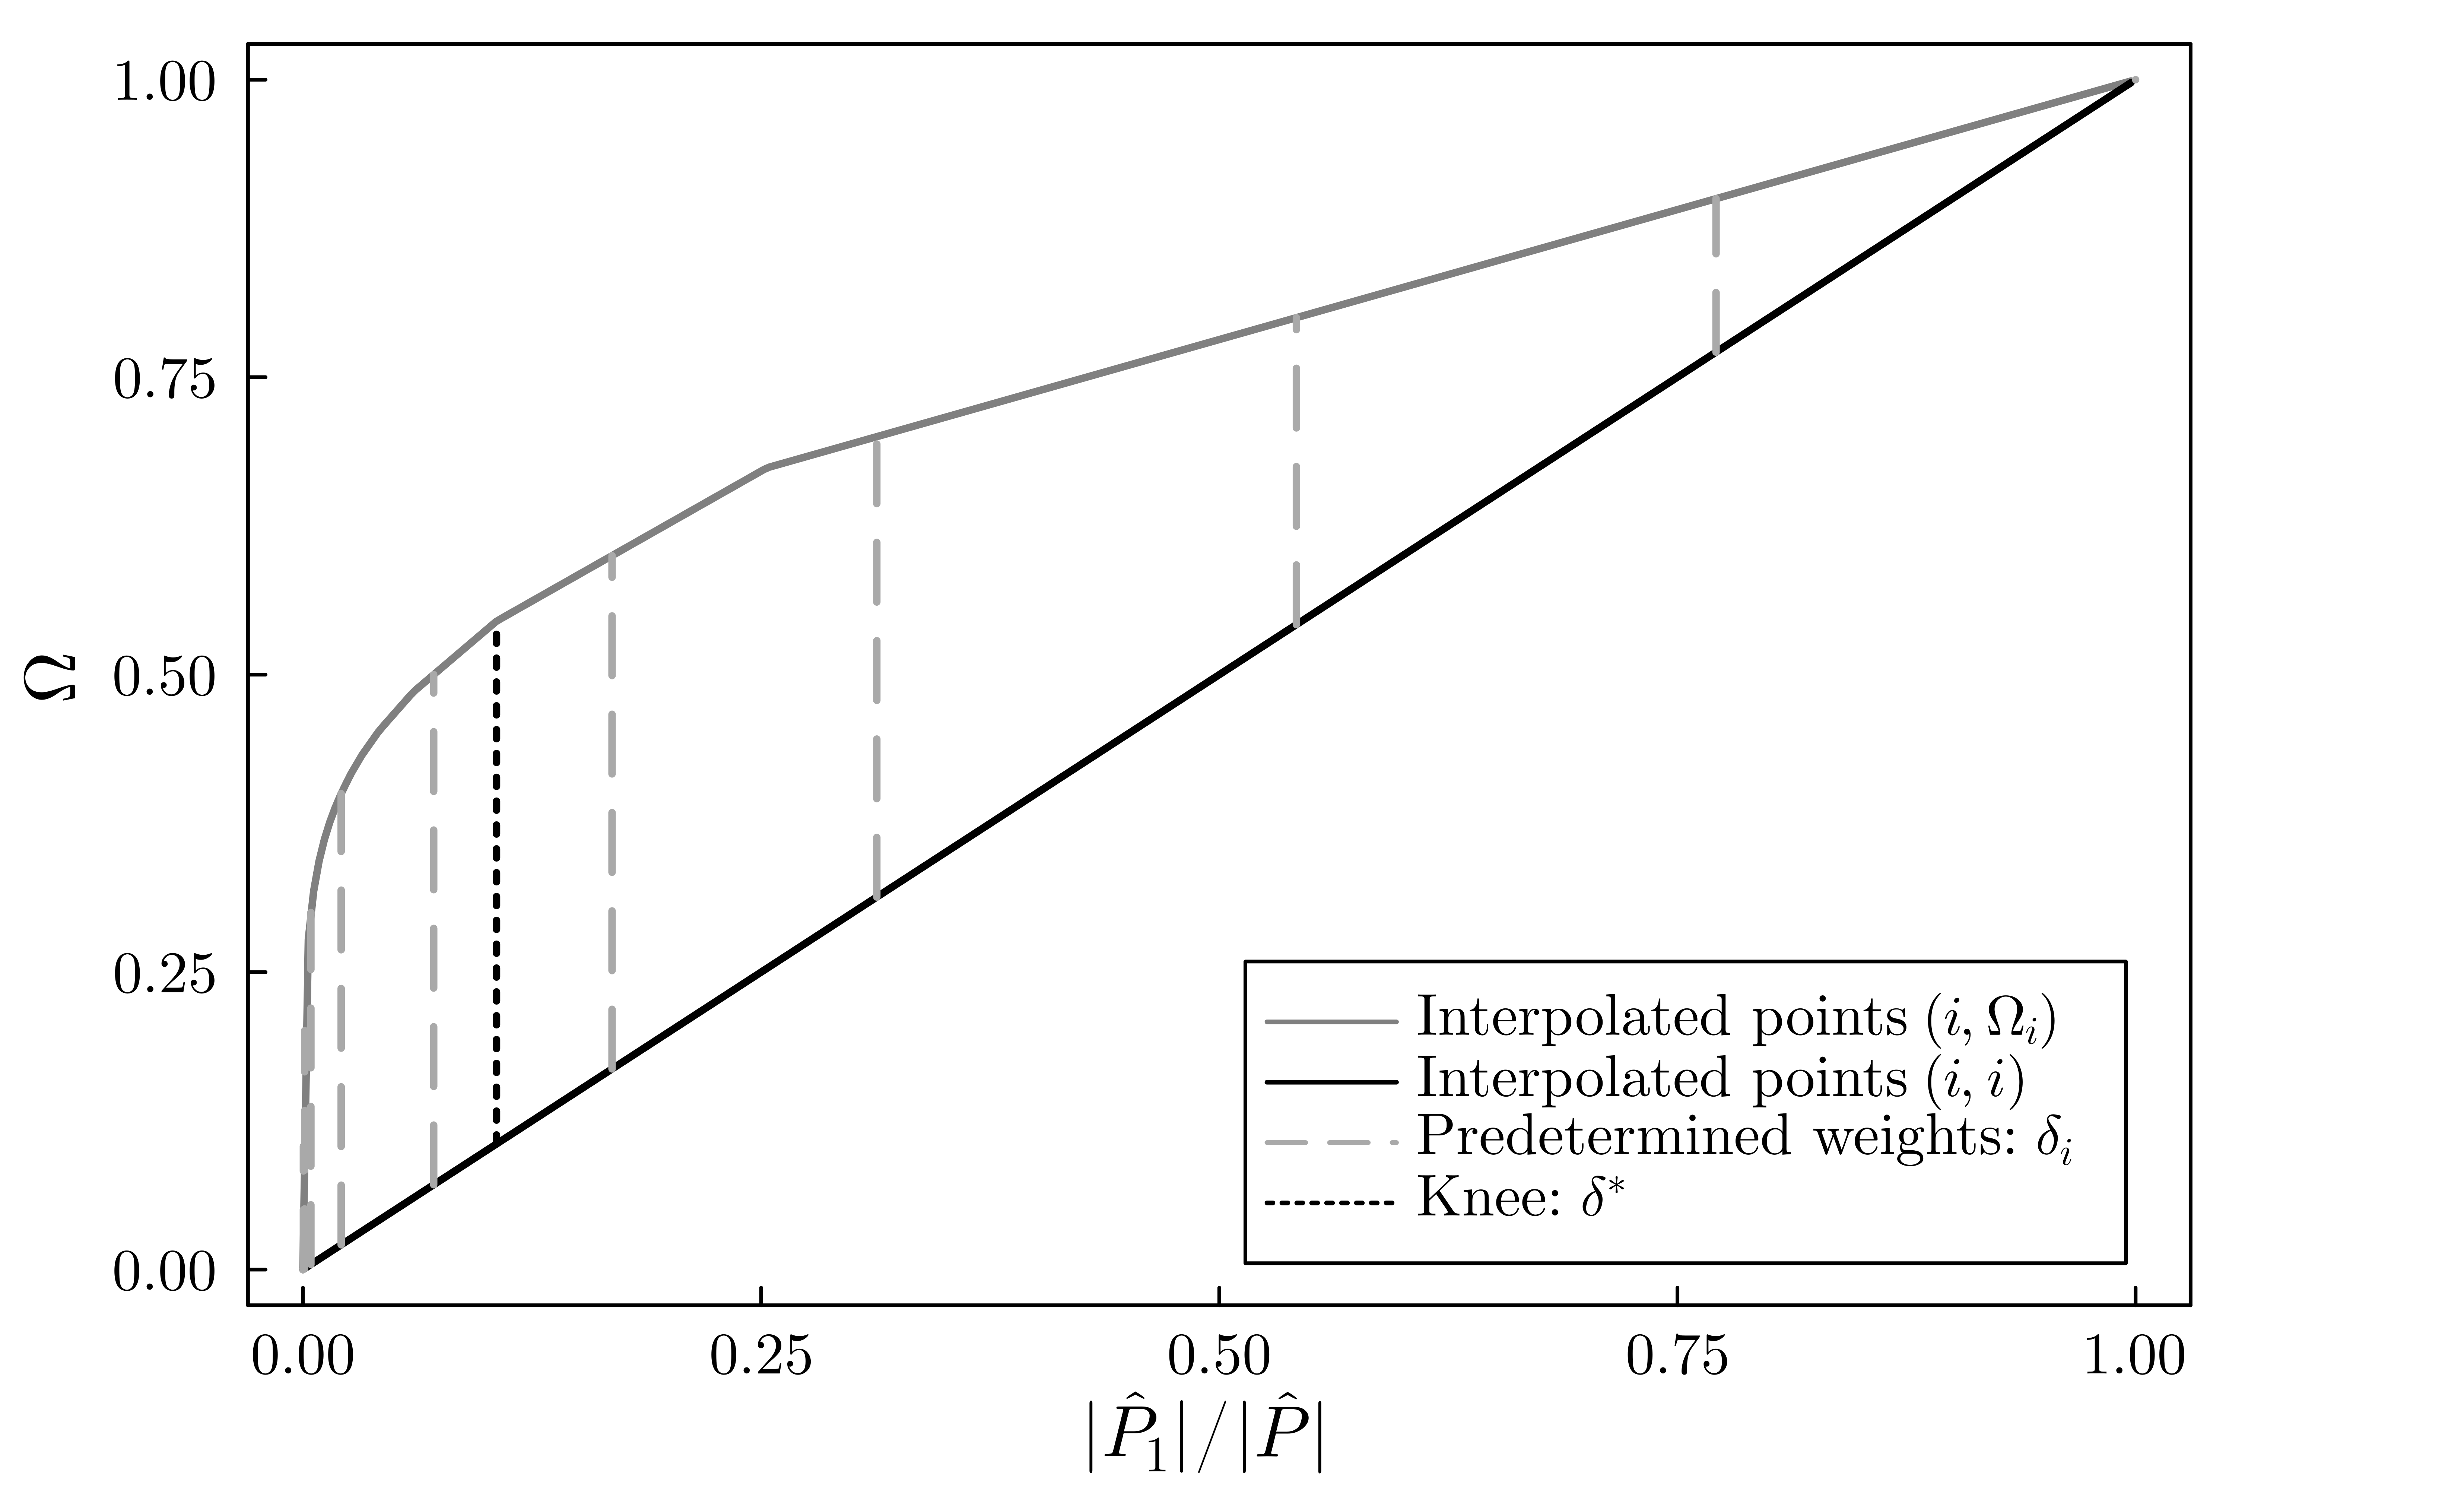 1.00
0.75
0.50
0.25
0.00
Ω
Interpolated points (i, Ωᵢ)
Interpolated points (i, i)
Predetermined weights: δᵢ
Knee: δ*
0.00 0.25 0.50 0.75 1.00
|P̂₁|/|P̂|